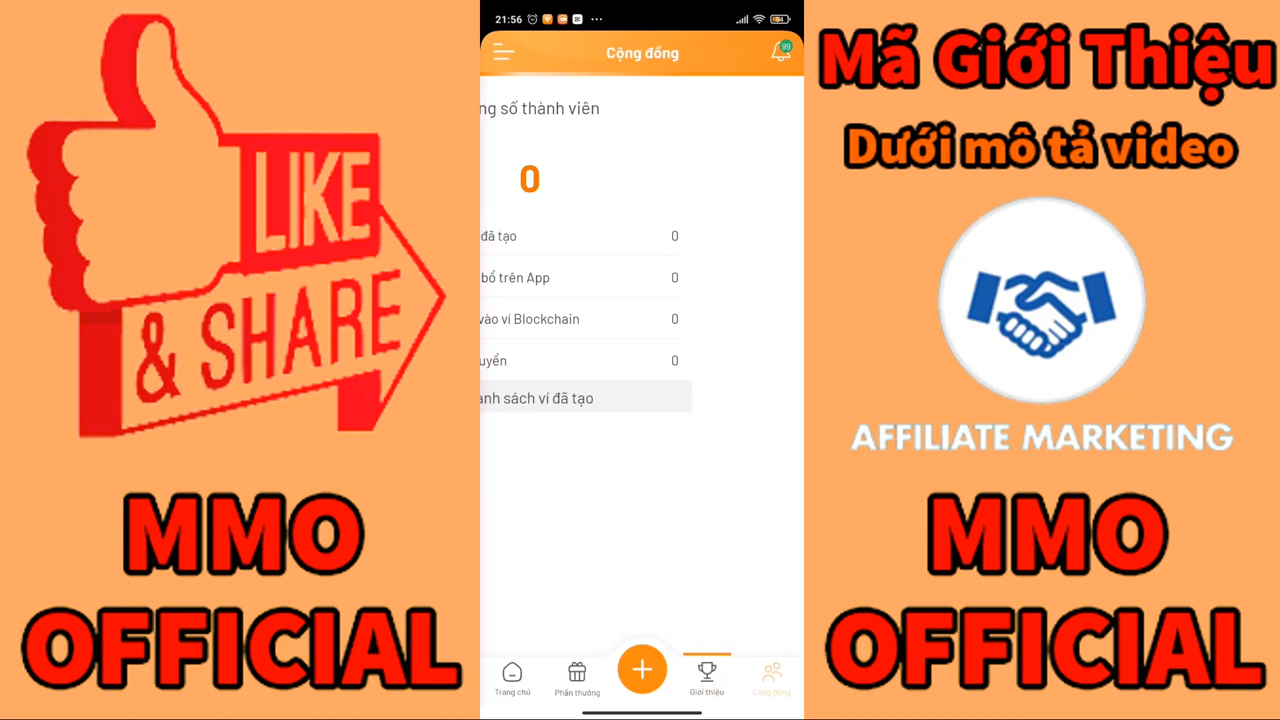 LIKE
& SHARE
MMO
OFFICIAL
21:56
54
Cộng đồng
99
ng số thành viên
0
đã tạo 0
bổ trên App 0
vào ví Blockchain 0
uyển 0
anh sách ví đã tạo
Trang chủ
Phần thưởng
Giới thiệu
Cộng đồng
Mã Giới Thiệu
Dưới mô tả video
AFFILIATE MARKETING
MMO
OFFICIAL